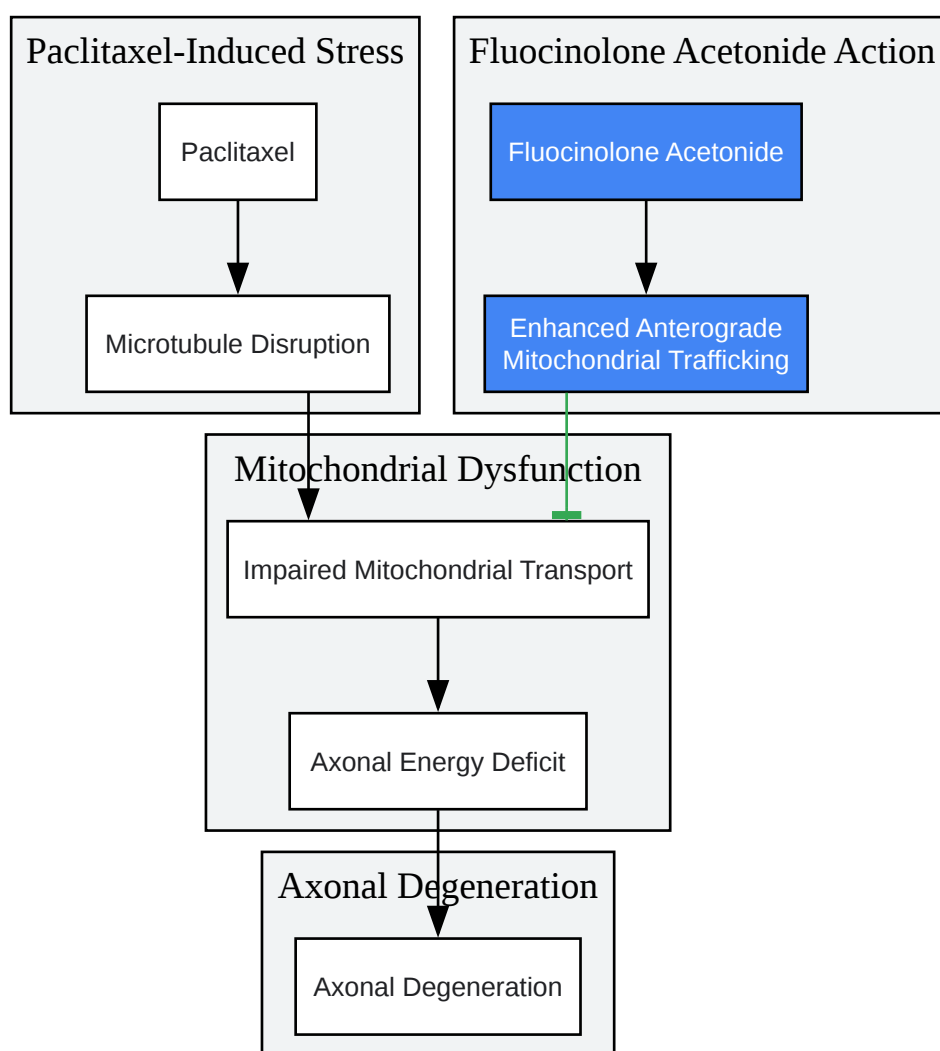 Paclitaxel-Induced Stress
Paclitaxel
Microtubule Disruption
Fluocinolone Acetonide Action
Fluocinolone Acetonide
Enhanced Anterograde
Mitochondrial Trafficking
Mitochondrial Dysfunction
Impaired Mitochondrial Transport
Axonal Energy Deficit
Axonal Degeneration
Axonal Degeneration